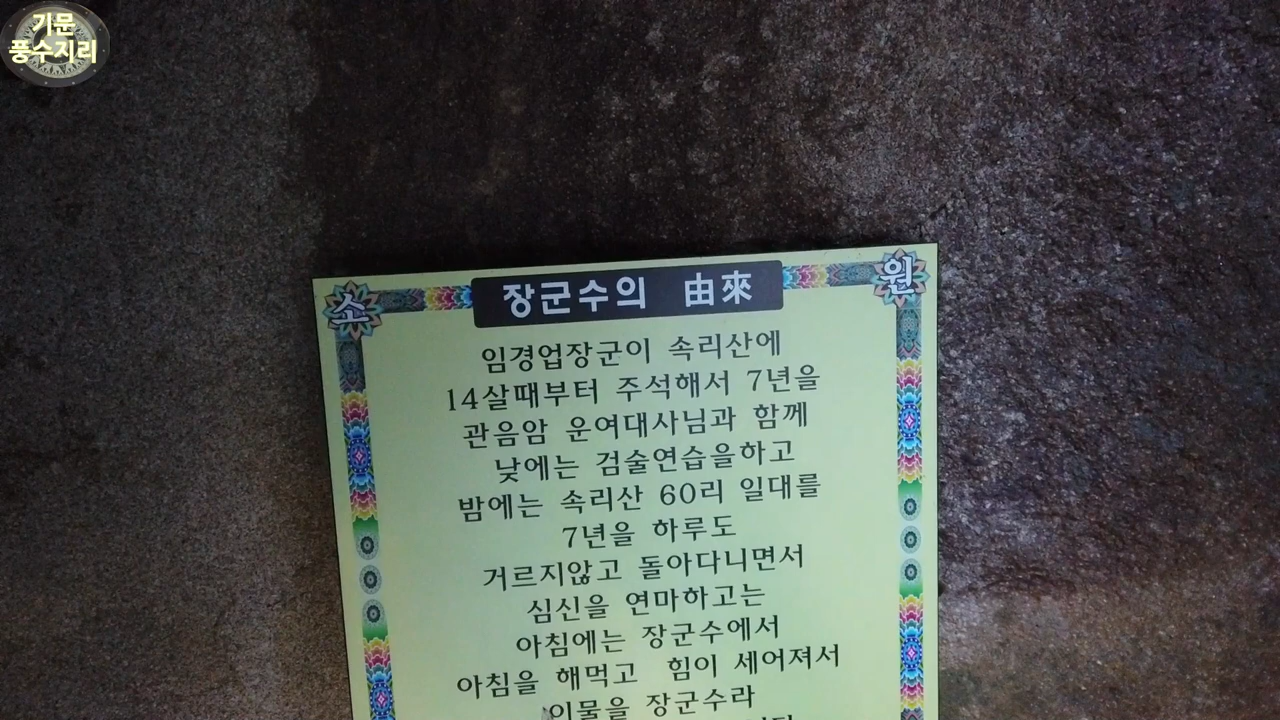 기문
풍수지리
소
원
장군수의 由來
임경업장군이 속리산에
14살때부터 주석해서 7년을
관음암 운여대사님과 함께
낮에는 검술연습을하고
밤에는 속리산 60리 일대를
7년을 하루도
거르지않고 돌아다니면서
심신을 연마하고는
아침에는 장군수에서
아침을 해먹고 힘이 세어져서
이물을 장군수라